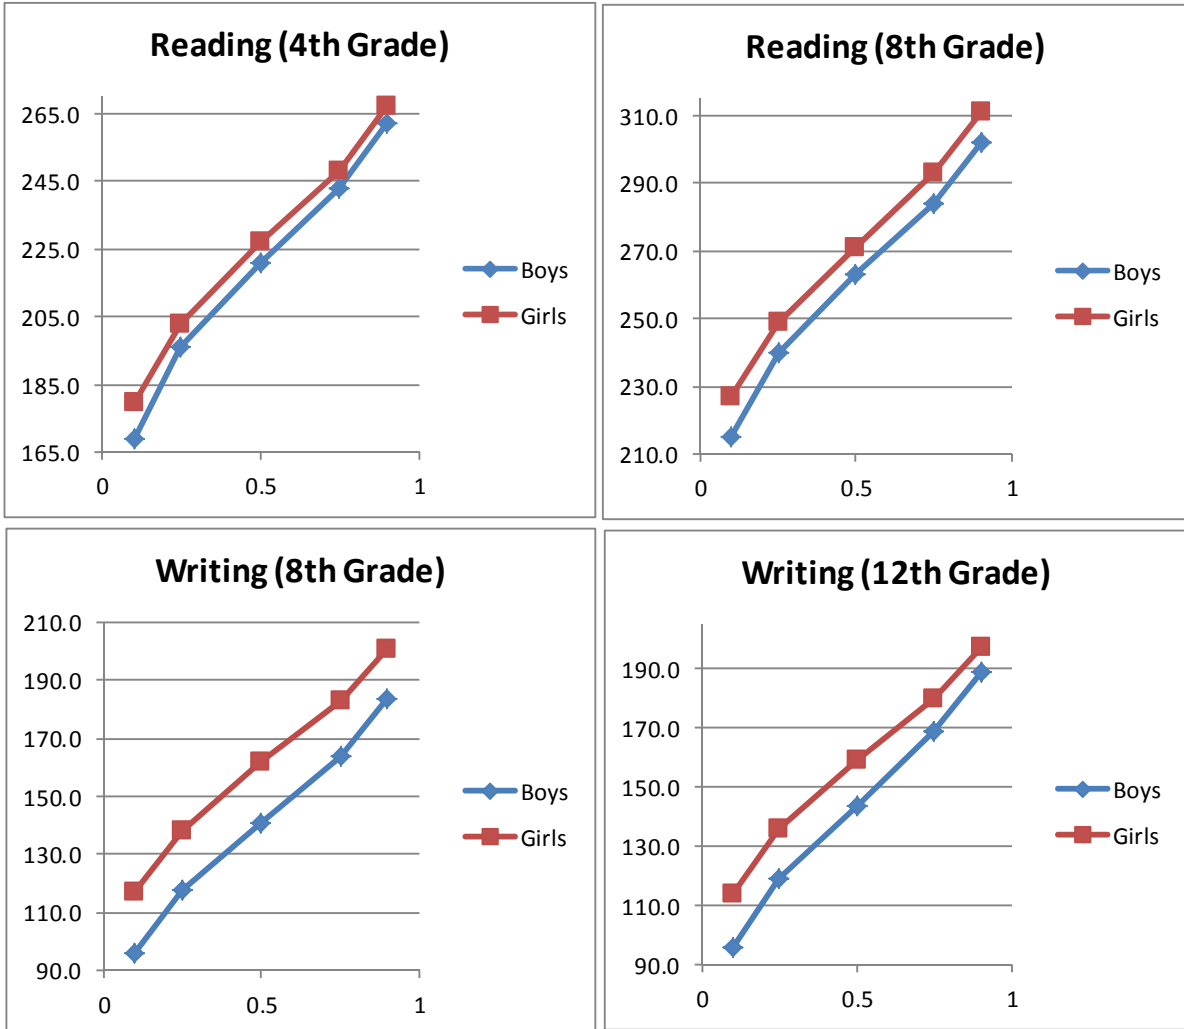 Reading (4th Grade)
265.0
245.0
225.0
205.0
185.0
165.0
0 0.5 1
Boys
Girls
Reading (8th Grade)
310.0
290.0
270.0
250.0
230.0
210.0
0 0.5 1
Boys
Girls
Writing (8th Grade)
210.0
190.0
170.0
150.0
130.0
110.0
90.0
0 0.5 1
Boys
Girls
Writing (12th Grade)
190.0
170.0
150.0
130.0
110.0
90.0
0 0.5 1
Boys
Girls